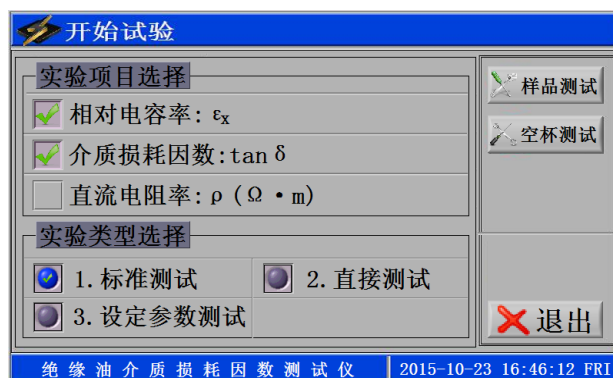 开始试验
实验项目选择
相对电容率: εx
介质损耗因数:tan δ
直流电阻率: ρ (Ω • m)
实验类型选择
1. 标准测试
2. 直接测试
3. 设定参数测试
样品测试
空杯测试
退出
绝缘油介质损耗因数测试仪
2015-10-23 16:46:12 FRI